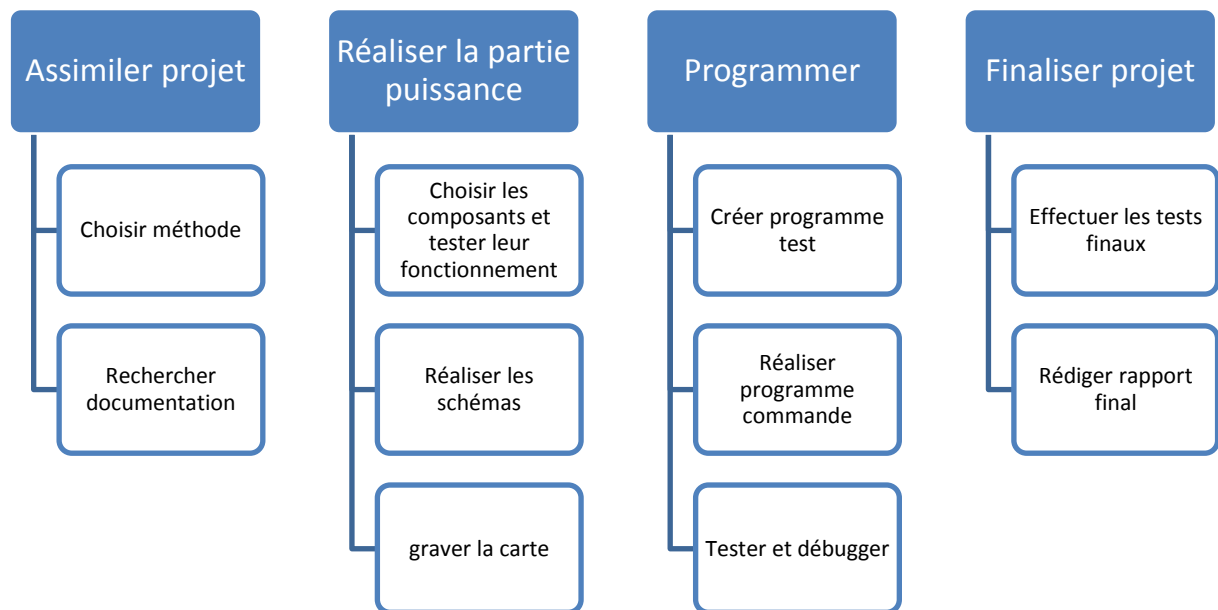 Assimiler projet
Choisir méthode
Rechercher
documentation
Réaliser la partie
puissance
Choisir les
composants et
tester leur
fonctionnement
Réaliser les
schémas
graver la carte
Programmer
Créer programme
test
Réaliser
programme
commande
Tester et débugger
Finaliser projet
Effectuer les tests
finaux
Rédiger rapport
final